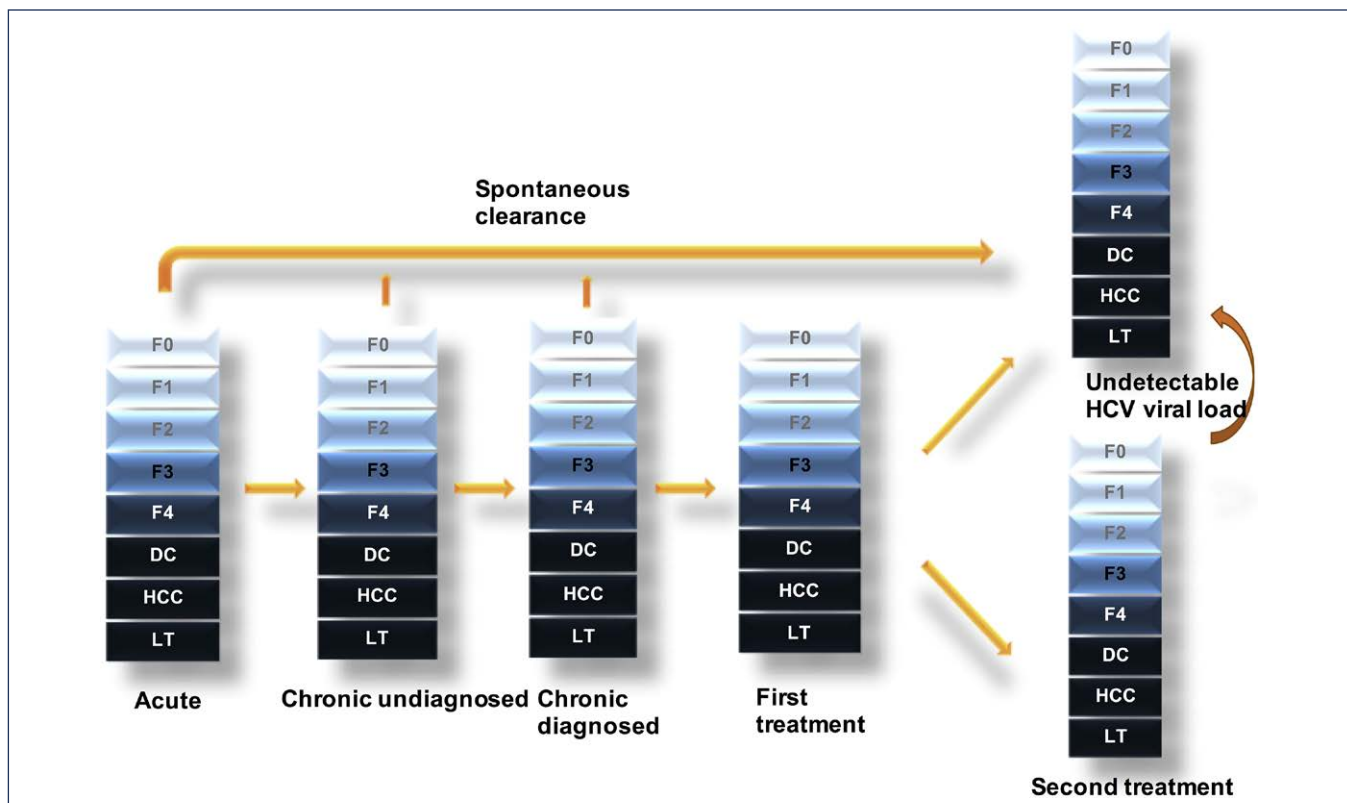 Spontaneous
clearance
F0
F1
F2
F3
F4
DC
HCC
LT
Acute
F0
F1
F2
F3
F4
DC
HCC
LT
Chronic undiagnosed
F0
F1
F2
F3
F4
DC
HCC
LT
Chronic
diagnosed
F0
F1
F2
F3
F4
DC
HCC
LT
First
treatment
F0
F1
F2
F3
F4
DC
HCC
LT
Undetectable
HCV viral load
F0
F1
F2
F3
F4
DC
HCC
LT
Second treatment